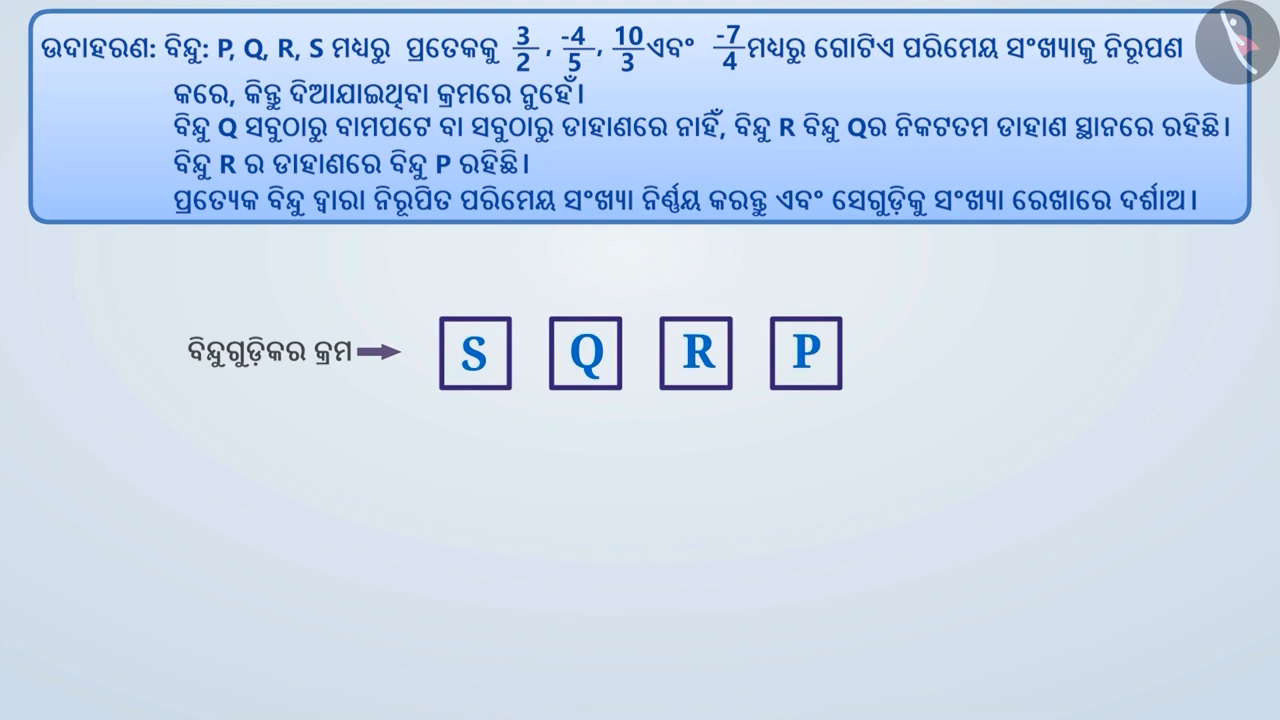 ଉଦାହରଣ: ବିନ୍ଦୁ: P, Q, R, S ମଧ୍ୟରୁ ପ୍ରତେକକୁ 3/2 , -4/5 , 10/3 ଏବଂ -7/4 ମଧ୍ୟରୁ ଗୋଟିଏ ପରିମେୟ ସଂଖ୍ୟାକୁ ନିରୂପଣ
କରେ, କିନ୍ତୁ ଦିଆଯାଇଥିବା କ୍ରମରେ ନୁହେଁ।
ବିନ୍ଦୁ Q ସବୁଠାରୁ ବାମପଟେ ବା ସବୁଠାରୁ ଡାହାଣରେ ନାହିଁ, ବିନ୍ଦୁ R ବିନ୍ଦୁ Qର ନିକଟତମ ଡାହାଣ ସ୍ଥାନରେ ରହିଛି।
ବିନ୍ଦୁ R ର ଡାହାଣରେ ବିନ୍ଦୁ P ରହିଛି।
ପ୍ରତ୍ୟେକ ବିନ୍ଦୁ ଦ୍ୱାରା ନିରୂପିତ ପରିମେୟ ସଂଖ୍ୟା ନିର୍ଣ୍ଣୟ କରନ୍ତୁ ଏବଂ ସେଗୁଡ଼ିକୁ ସଂଖ୍ୟା ରେଖାରେ ଦର୍ଶାଅ।
ବିନ୍ଦୁଗୁଡ଼ିକର କ୍ରମ → S Q R P